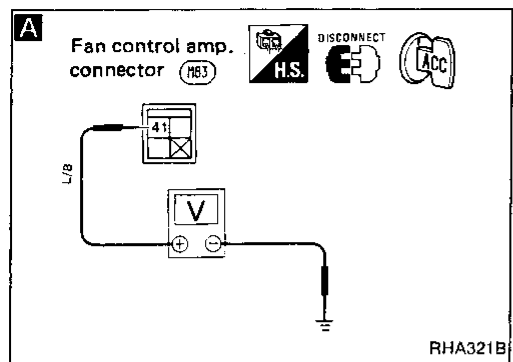 A
Fan control amp.
connector M83
H.S.
DISCONNECT
ACC
41
L/B
V
+ −
RHA321B